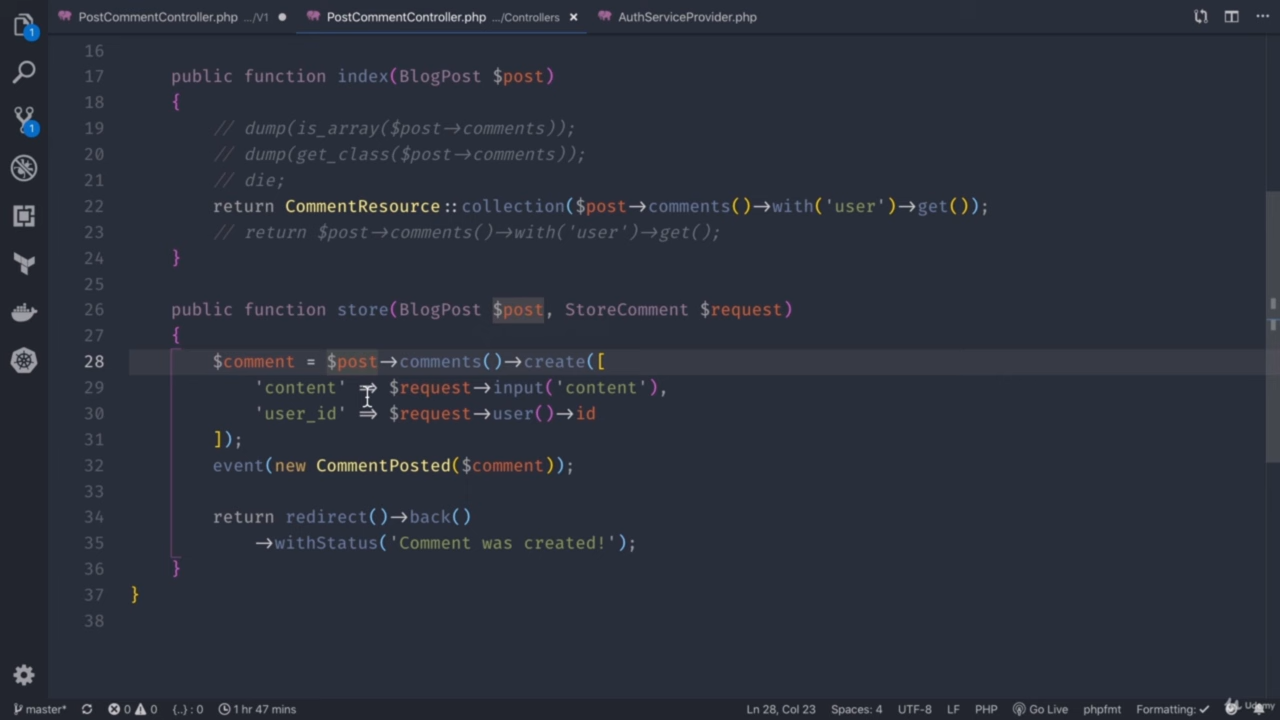 PostCommentController.php .../V1 ● PostCommentController.php .../Controllers × AuthServiceProvider.php ...
1
1
16
17 public function index(BlogPost $post)
18 {
19 // dump(is_array($post->comments));
20 // dump(get_class($post->comments));
21 // die;
22 return CommentResource::collection($post->comments()->with('user')->get());
23 // return $post->comments()->with('user')->get();
24 }
25
26 public function store(BlogPost $post, StoreComment $request)
27 {
28 $comment = $post->comments()->create([
29 'content' => $request->input('content'),
30 'user_id' => $request->user()->id
31 ]);
32 event(new CommentPosted($comment));
33
34 return redirect()->back()
35 ->withStatus('Comment was created!');
36 }
37 }
38
master* 0 0 {..} : 0 1 hr 47 mins Ln 28, Col 23 Spaces: 4 UTF-8 LF PHP Go Live phpfmt Formatting: ✓ Udemy